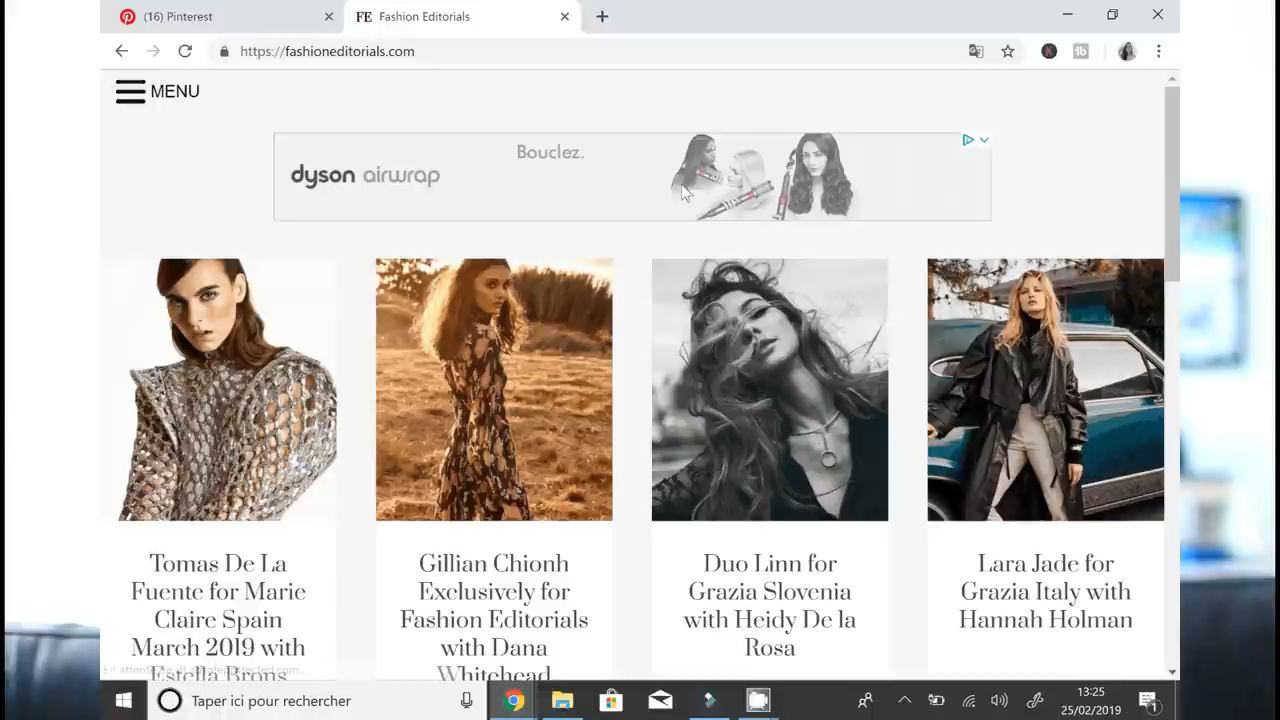 (16) Pinterest
FE Fashion Editorials
https://fashioneditorials.com
MENU
dyson airwrap
Bouclez.
Tomas De La
Fuente for Marie
Claire Spain
March 2019 with
Estella Brons
Gillian Chionh
Exclusively for
Fashion Editorials
with Dana
Whitehead
Duo Linn for
Grazia Slovenia
with Heidy De la
Rosa
Lara Jade for
Grazia Italy with
Hannah Holman
Taper ici pour rechercher
13:25
25/02/2019
1